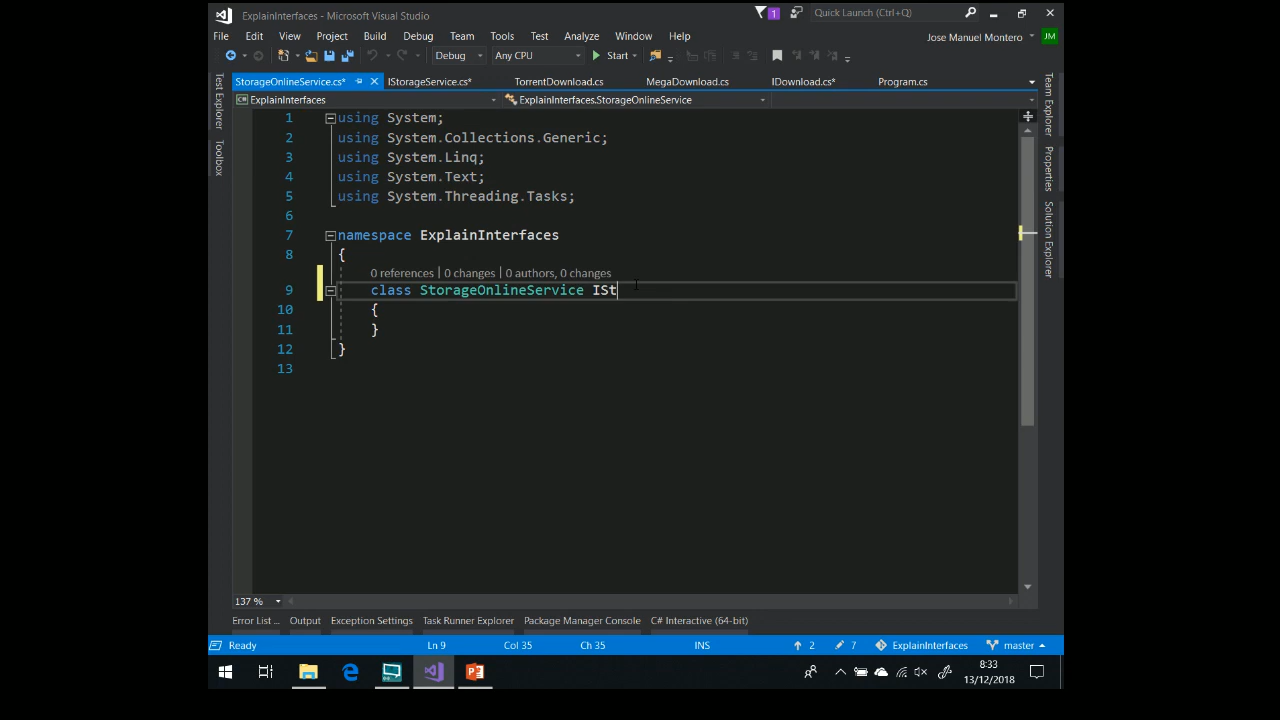 ExplainInterfaces - Microsoft Visual Studio
1
Quick Launch (Ctrl+Q)
File Edit View Project Build Debug Team Tools Test Analyze Window Help
Jose Manuel Montero JM
Debug Any CPU Start
StorageOnlineService.cs* IStorageService.cs* TorrentDownload.cs MegaDownload.cs IDownload.cs* Program.cs
ExplainInterfaces ExplainInterfaces.StorageOnlineService
Test Explorer
Toolbox
Team Explorer
Properties
Solution Explorer
1 using System;
2 using System.Collections.Generic;
3 using System.Linq;
4 using System.Text;
5 using System.Threading.Tasks;
6
7 namespace ExplainInterfaces
8 {
0 references | 0 changes | 0 authors, 0 changes
9 class StorageOnlineService ISt
10 {
11 }
12 }
13
137 %
Error List ... Output Exception Settings Task Runner Explorer Package Manager Console C# Interactive (64-bit)
Ready Ln 9 Col 35 Ch 35 INS 2 7 ExplainInterfaces master
8:33
13/12/2018